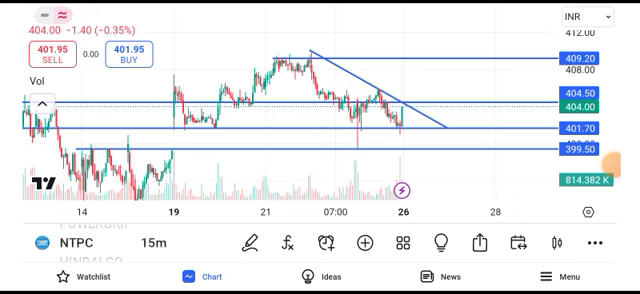 INR
412.00
404.00 −1.40 (−0.35%)
401.95
SELL
0.00
401.95
BUY
409.20
408.00
Vol
404.50
404.00
401.70
399.50
814.382 K
14
19
21
07:00
26
28
NTPC
15m
HINDALCO
Watchlist
Chart
Ideas
News
Menu